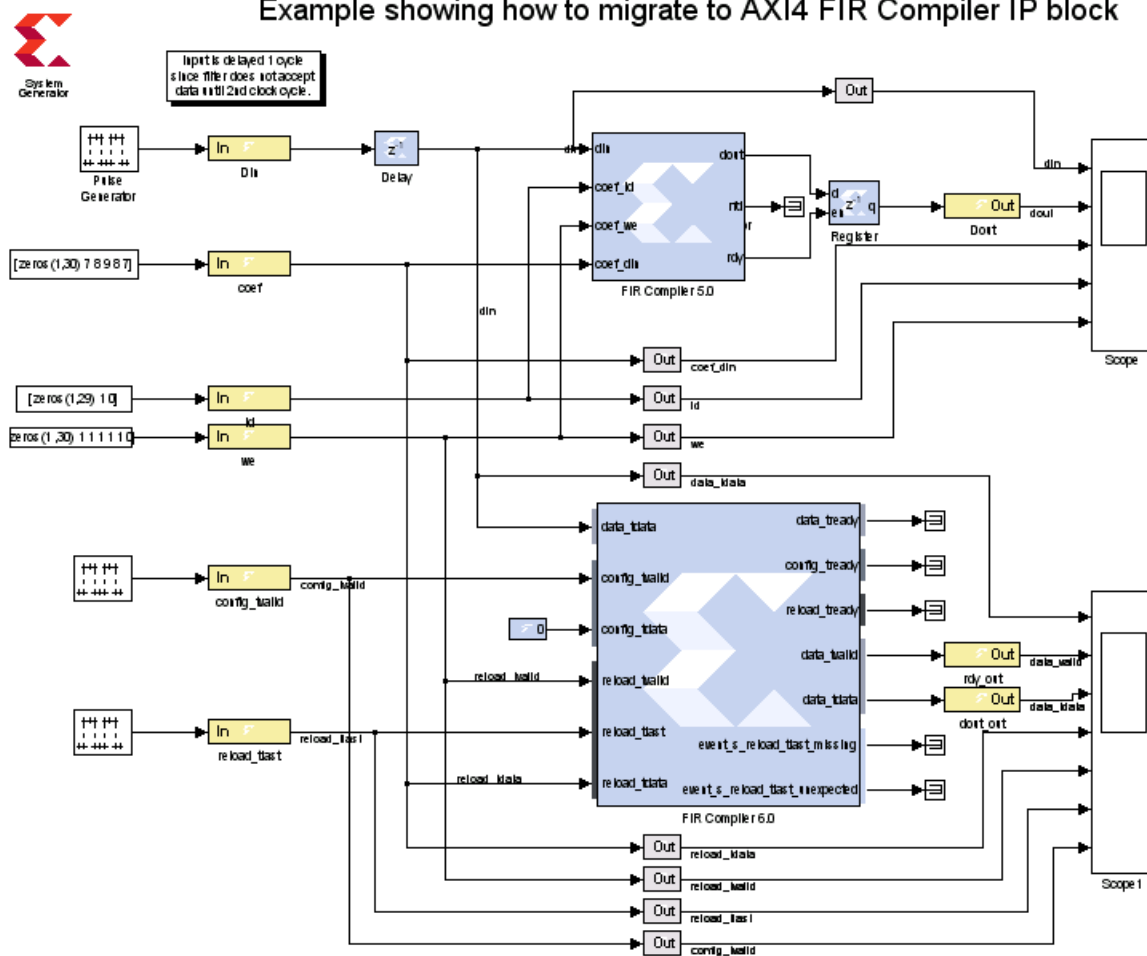 Example showing how to migrate to AXI4 FIR Compiler IP block
System
Generator
Input is delayed 1 cycle
since filter does not accept
data until 2nd clock cycle.
Out
Pulse
Generator
In
Din
z-1
Delay
din
coef_ld
coef_we
coef_din
dout
rfd
rdy
FIR Compiler 5.0
d
en
z-1
q
Register
Out
Dout
din
dout
Scope
[zeros(1,30) 7 8 9 8 7]
In
coef
din
Out
coef_din
[zeros(1,29) 1 0]
In
ld
Out
ld
zeros(1,30) 1 1 1 1 1 0
In
we
Out
we
Out
data_tdata
data_tdata
config_tvalid
config_tdata
reload_tvalid
reload_tlast
reload_tdata
data_tready
config_tready
reload_tready
data_tvalid
data_tdata
event_s_reload_tlast_missing
event_s_reload_tlast_unexpected
FIR Compiler 6.0
In
config_tvalid
config_tvalid
0
reload_tvalid
In
reload_tlast
reload_tlast
reload_tdata
Out
rdy_out
data_valid
Out
dout_out
data_tdata
Out
reload_tdata
Out
reload_tvalid
Out
reload_tlast
Out
config_tvalid
Scope1